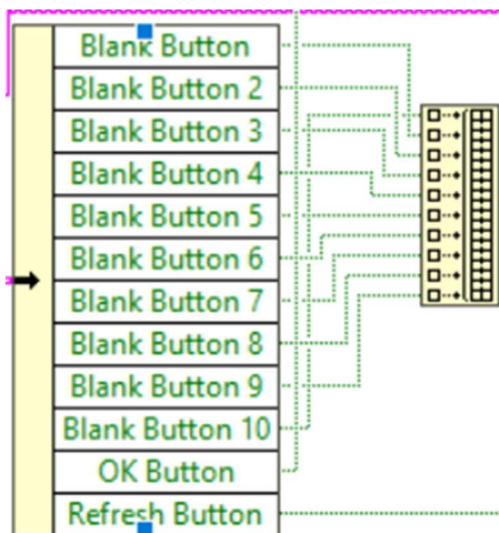 Blank Button
Blank Button 2
Blank Button 3
Blank Button 4
Blank Button 5
Blank Button 6
Blank Button 7
Blank Button 8
Blank Button 9
Blank Button 10
OK Button
Refresh Button